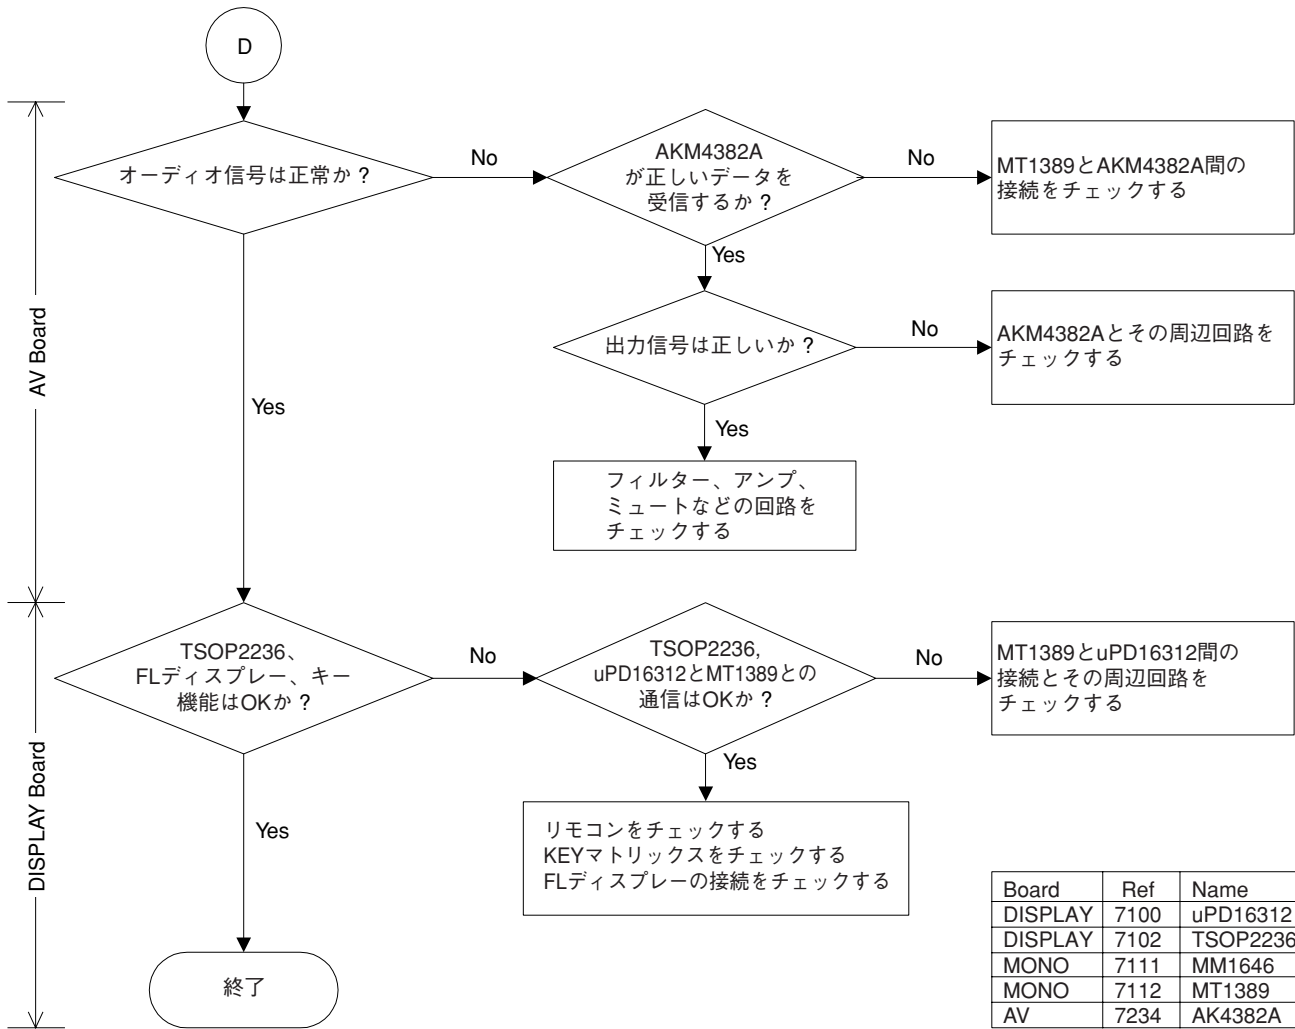 D
オーディオ信号は正常か?
No
AKM4382A
が正しいデータを
受信するか?
No
MT1389とAKM4382A間の
接続をチェックする
Yes
出力信号は正しいか?
No
AKM4382Aとその周辺回路を
チェックする
AV Board
Yes
Yes
フィルター、アンプ、
ミュートなどの回路を
チェックする
TSOP2236、
FLディスプレー、キー
機能はOKか?
No
TSOP2236,
uPD16312とMT1389との
通信はOKか?
No
MT1389とuPD16312間の
接続とその周辺回路を
チェックする
Yes
DISPLAY Board
Yes
リモコンをチェックする
KEYマトリックスをチェックする
FLディスプレーの接続をチェックする
終了
Board Ref Name
DISPLAY 7100 uPD16312
DISPLAY 7102 TSOP2236
MONO 7111 MM1646
MONO 7112 MT1389
AV 7234 AK4382A